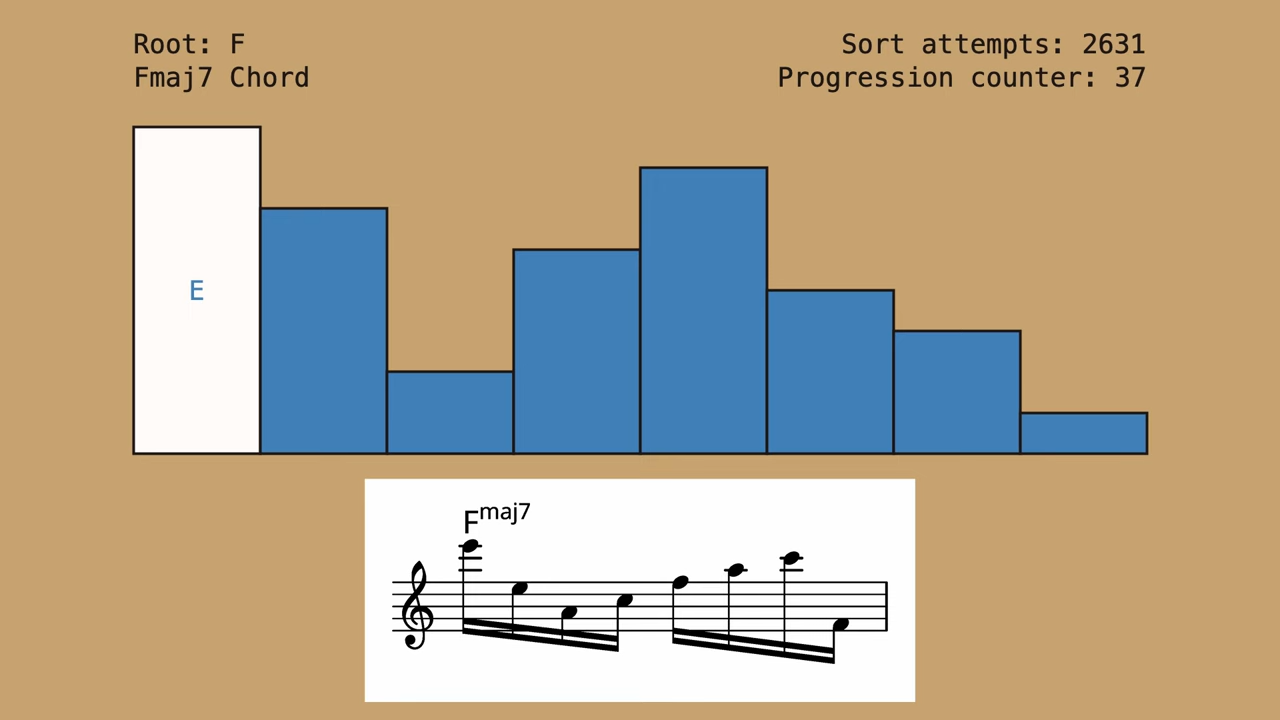 Root: F
Fmaj7 Chord
Sort attempts: 2631
Progression counter: 37
E
Fmaj7